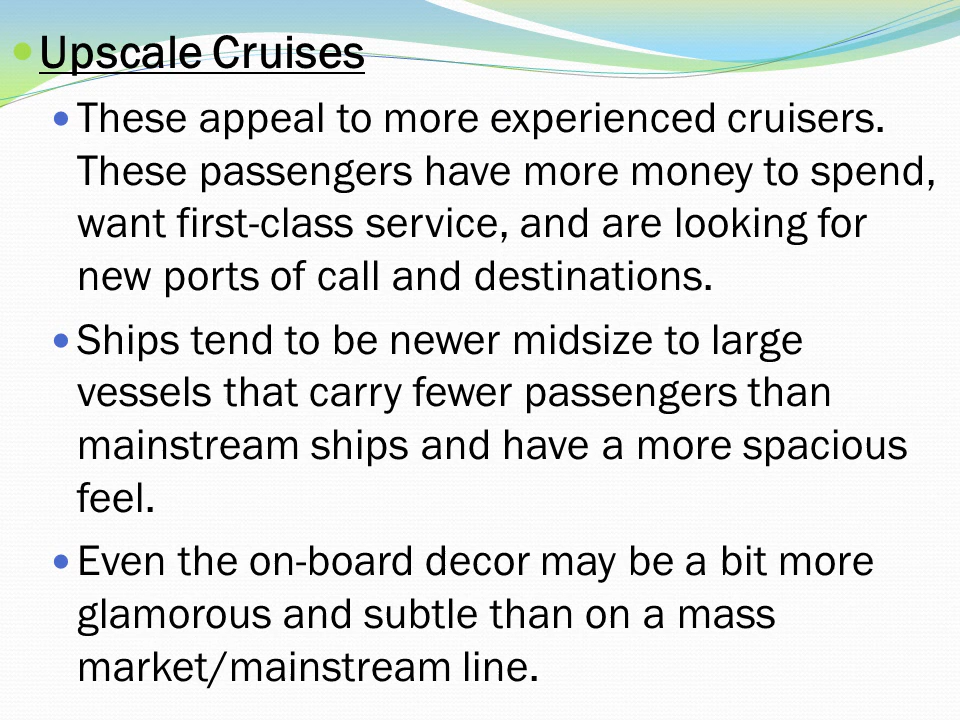 Upscale Cruises
These appeal to more experienced cruisers.
These passengers have more money to spend,
want first-class service, and are looking for
new ports of call and destinations.
Ships tend to be newer midsize to large
vessels that carry fewer passengers than
mainstream ships and have a more spacious
feel.
Even the on-board decor may be a bit more
glamorous and subtle than on a mass
market/mainstream line.